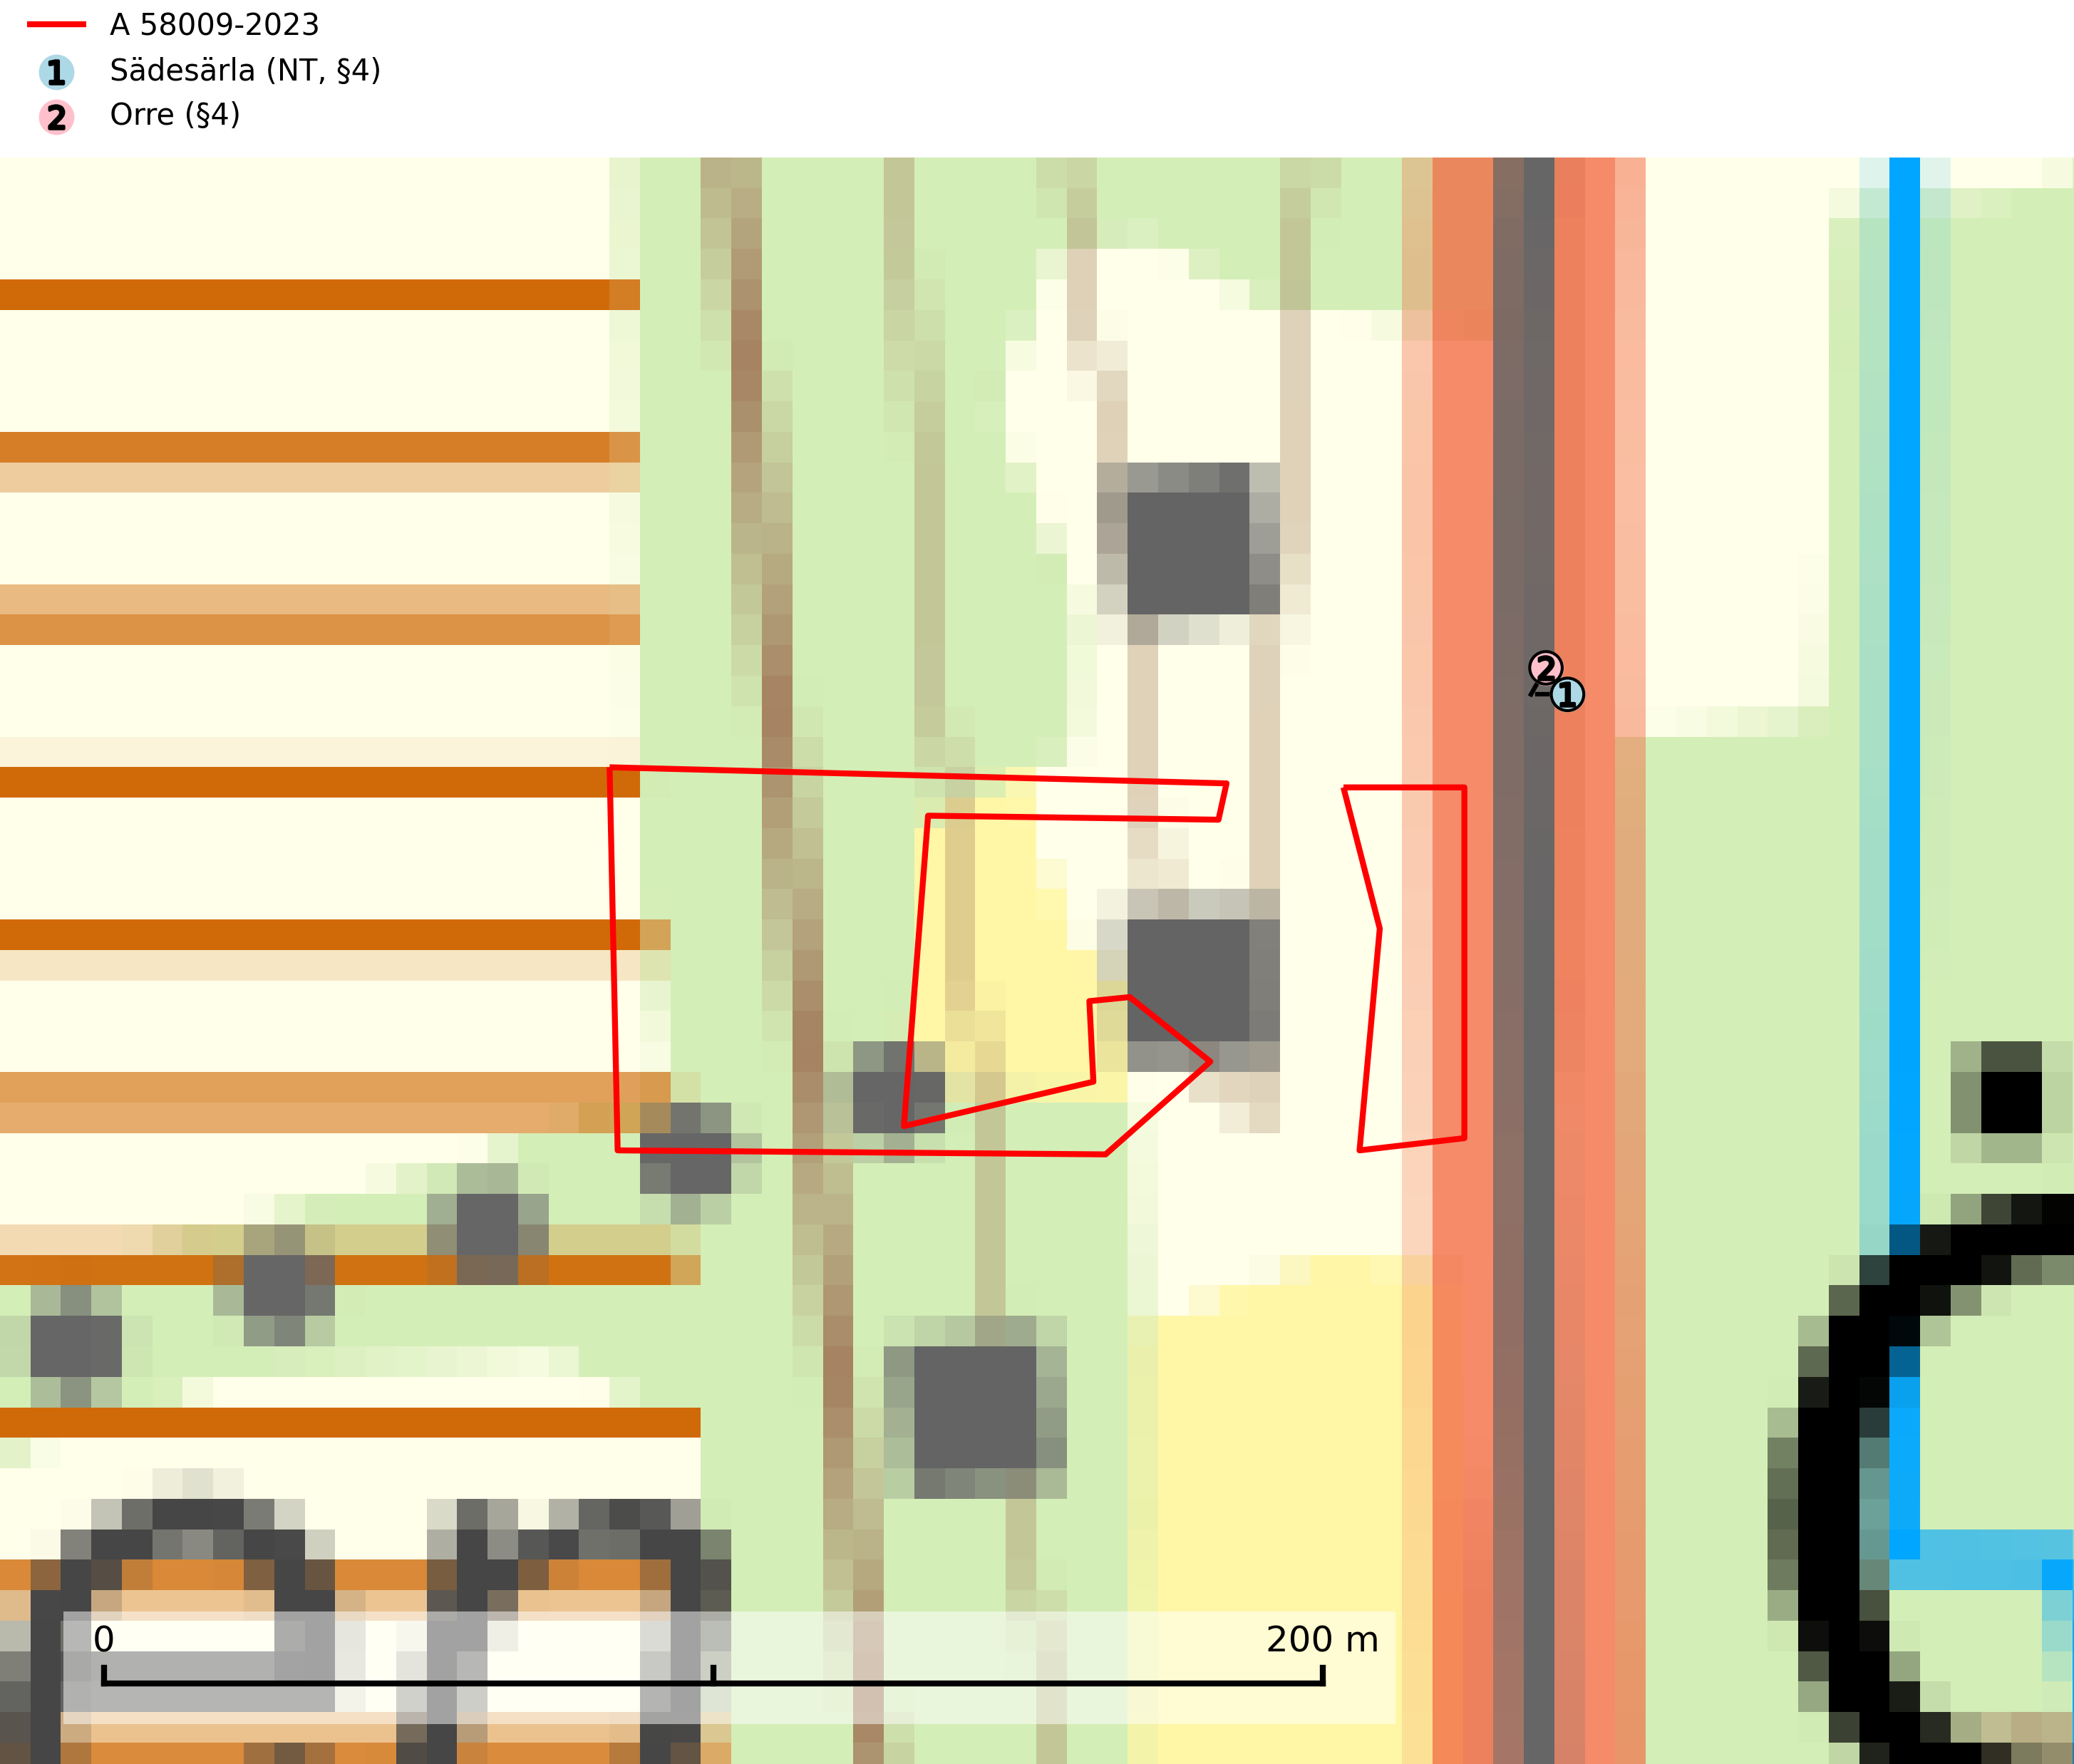 A 58009-2023
1 Sädesärla (NT, §4)
2 Orre (§4)
2
1
0 200 m